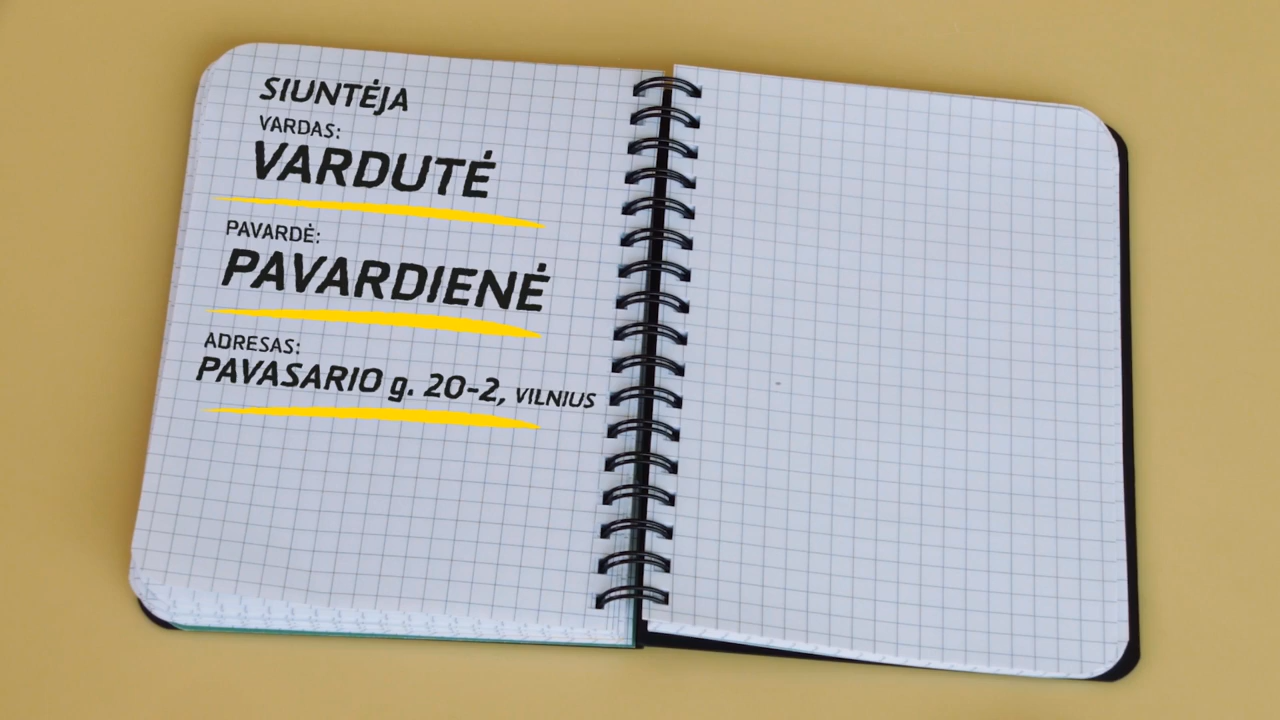 SIUNTĖJA
VARDAS:
VARDUTĖ
PAVARDĖ:
PAVARDIENĖ
ADRESAS:
PAVASARIO g. 20-2, VILNIUS